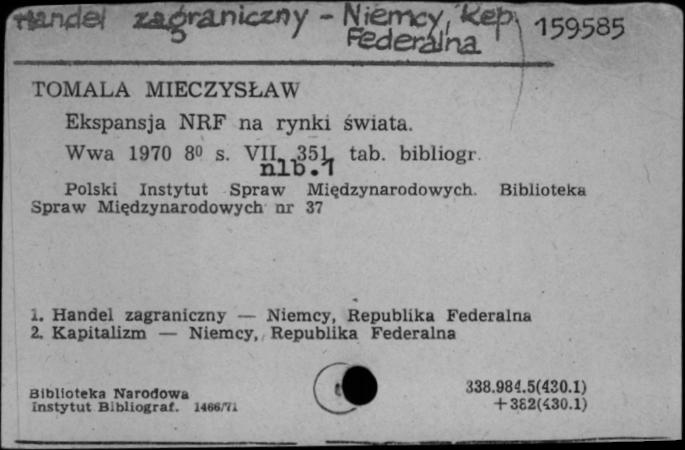 Handel zagraniczny - Niemcy, Rep. 159585
Federalna
TOMALA MIECZYSŁAW
Ekspansja NRF na rynki świata.
Wwa 1970 8⁰ s. VII, 351, tab. bibliogr.
nlb.1
Polski Instytut Spraw Międzynarodowych. Biblioteka
Spraw Międzynarodowych nr 37
1. Handel zagraniczny — Niemcy, Republika Federalna
2. Kapitalizm — Niemcy, Republika Federalna
Biblioteka Narodowa 338.984.5(430.1)
Instytut Bibliograf. 1466/71 +382(430.1)